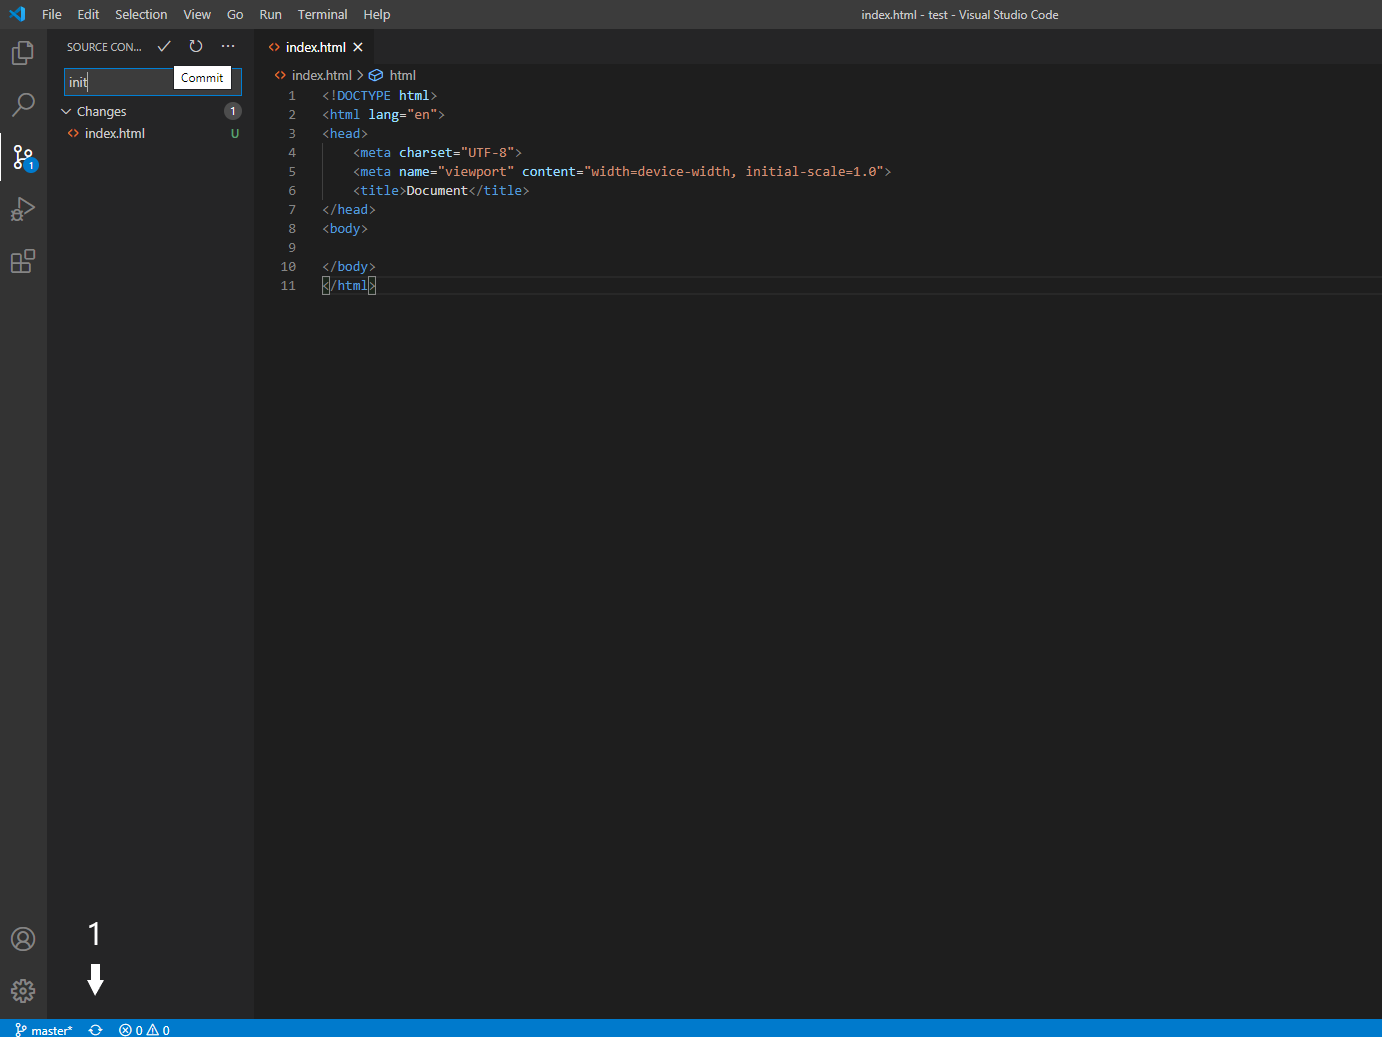 File Edit Selection View Go Run Terminal Help
index.html - test - Visual Studio Code
SOURCE CON...
index.html
init
Commit
index.html > html
Changes 1
index.html U
1
1 <!DOCTYPE html>
2 <html lang="en">
3 <head>
4 <meta charset="UTF-8">
5 <meta name="viewport" content="width=device-width, initial-scale=1.0">
6 <title>Document</title>
7 </head>
8 <body>
9
10 </body>
11 </html>
1
master* 0 0